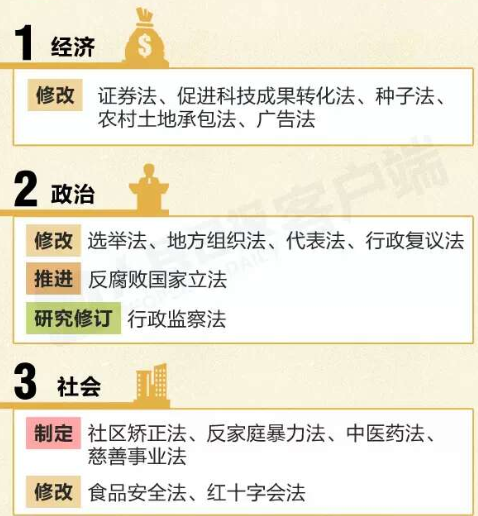 1 经济
$
修改 证券法、促进科技成果转化法、种子法、
农村土地承包法、广告法
2 政治
修改 选举法、地方组织法、代表法、行政复议法
推进 反腐败国家立法
研究修订 行政监察法
3 社会
制定 社区矫正法、反家庭暴力法、中医药法、
慈善事业法
修改 食品安全法、红十字会法